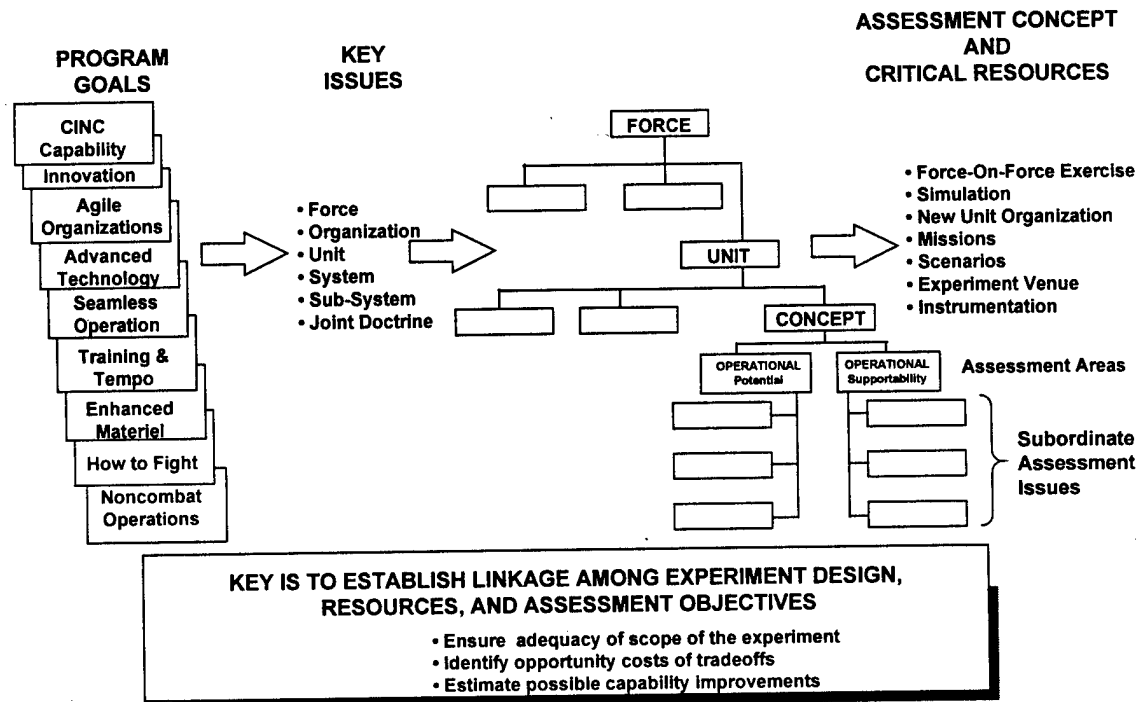 PROGRAM
GOALS
CINC
Capability
Innovation
Agile
Organizations
Advanced
Technology
Seamless
Operation
Training &
Tempo
Enhanced
Materiel
How to Fight
Noncombat
Operations
KEY
ISSUES
• Force
• Organization
• Unit
• System
• Sub-System
• Joint Doctrine
FORCE
UNIT
CONCEPT
OPERATIONAL
Potential
OPERATIONAL
Supportability
ASSESSMENT CONCEPT
AND
CRITICAL RESOURCES
• Force-On-Force Exercise
• Simulation
• New Unit Organization
• Missions
• Scenarios
• Experiment Venue
• Instrumentation
Assessment Areas
Subordinate
Assessment
Issues
KEY IS TO ESTABLISH LINKAGE AMONG EXPERIMENT DESIGN,
RESOURCES, AND ASSESSMENT OBJECTIVES
• Ensure adequacy of scope of the experiment
• Identify opportunity costs of tradeoffs
• Estimate possible capability improvements